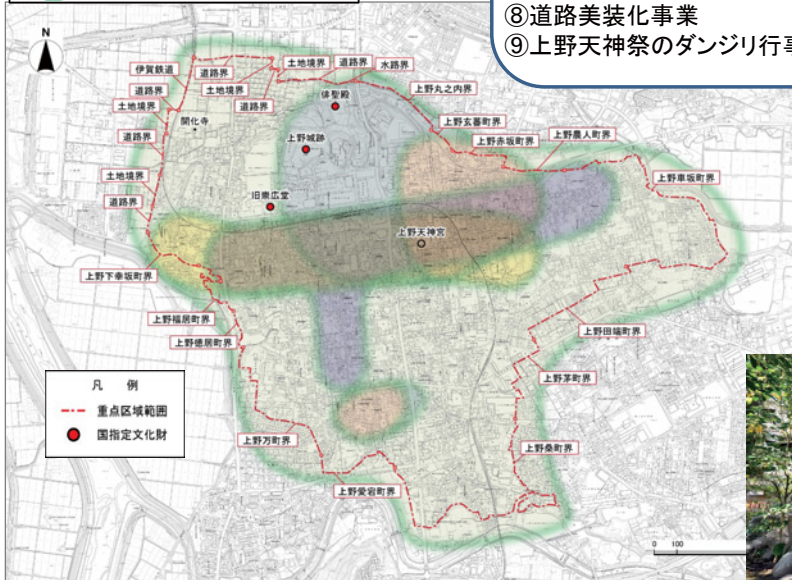 ⑧道路美装化事業
⑨上野天神祭のダンジリ行事
N
伊賀鉄道
道路界
土地境界
道路界
水路界
道路界
土地境界
土地境界
道路界
俳聖殿
上野丸之内界
開化寺
上野玄蕃町界
道路界
上野城跡
上野赤坂町界
上野農人町界
土地境界
上野車坂町界
道路界
旧崇広堂
上野天神宮
上野下幸坂町界
上野福居町界
上野徳居町界
上野田端町界
上野茅町界
凡 例
重点区域範囲
国指定文化財
上野万町界
上野桑町界
上野愛宕町界
0 100